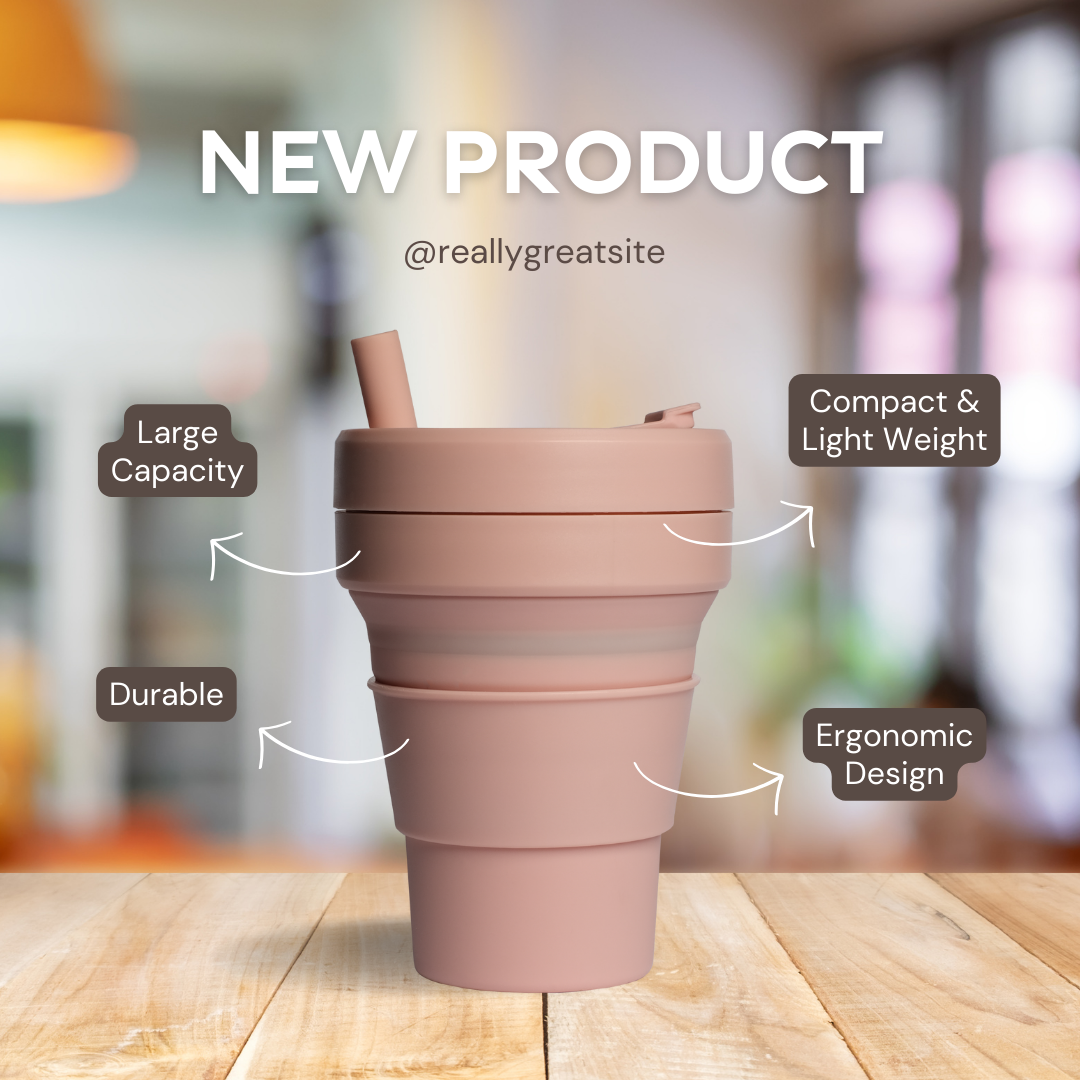 NEW PRODUCT
@reallygreatsite
Large
Capacity
Compact &
Light Weight
Durable
Ergonomic
Design